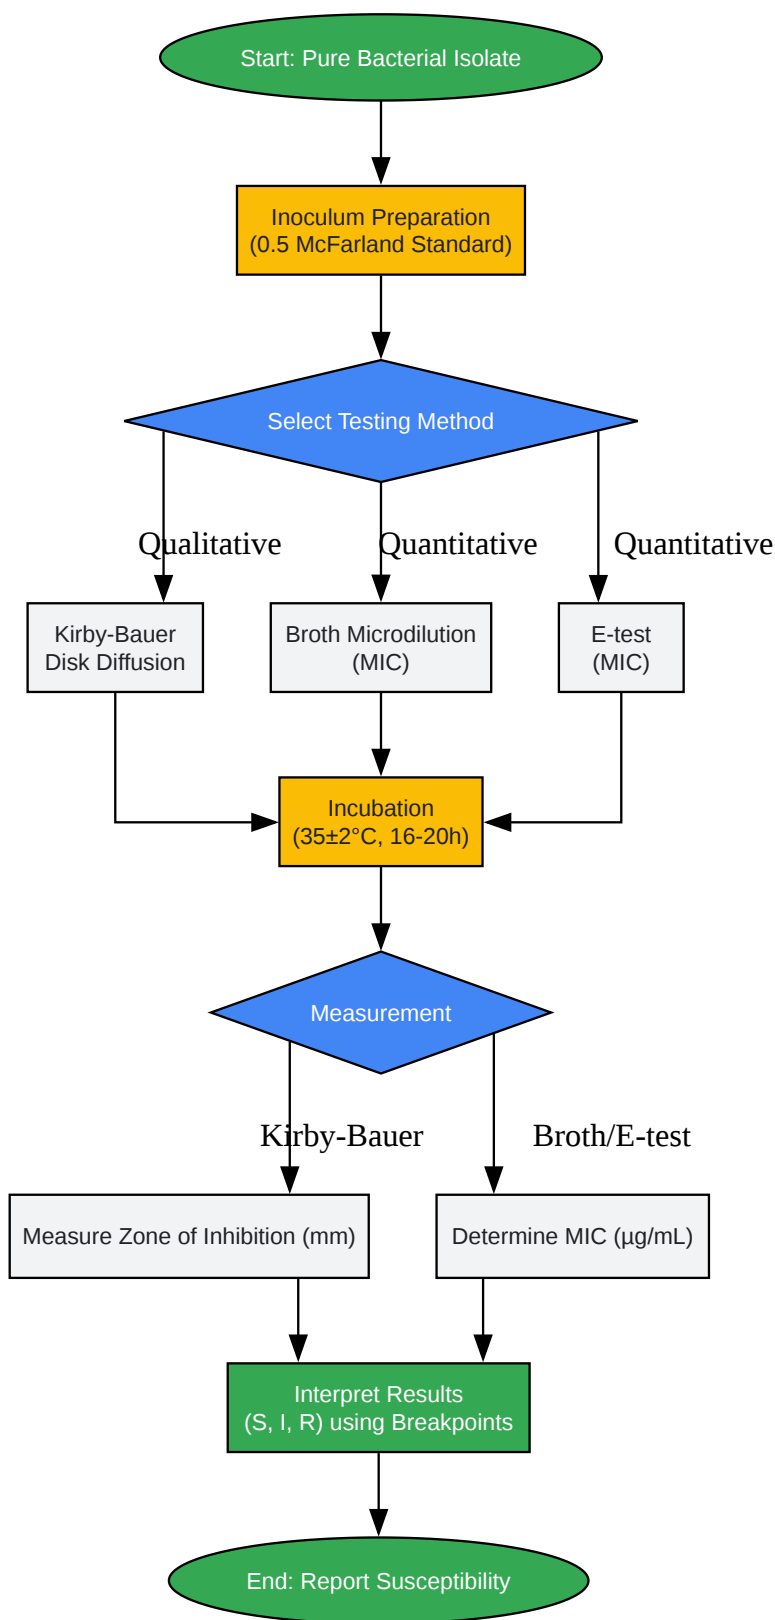 Start: Pure Bacterial Isolate
Inoculum Preparation
(0.5 McFarland Standard)
Select Testing Method
Qualitative
Quantitative
Quantitative
Kirby-Bauer
Disk Diffusion
Broth Microdilution
(MIC)
E-test
(MIC)
Incubation
(35±2°C, 16-20h)
Measurement
Kirby-Bauer
Broth/E-test
Measure Zone of Inhibition (mm)
Determine MIC (µg/mL)
Interpret Results
(S, I, R) using Breakpoints
End: Report Susceptibility